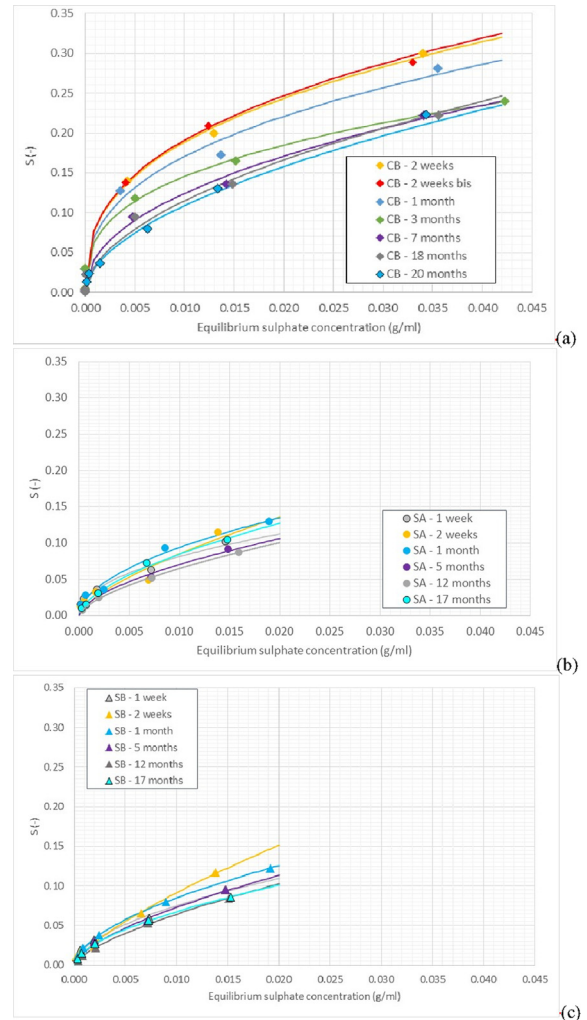 0.35
0.30
0.25
0.20
0.15
0.10
0.05
0.00
S (-)
CB - 2 weeks
CB - 2 weeks bis
CB - 1 month
CB - 3 months
CB - 7 months
CB - 18 months
CB - 20 months
0.000 0.005 0.010 0.015 0.020 0.025 0.030 0.035 0.040 0.045
Equilibrium sulphate concentration (g/ml)
(a)
0.35
0.30
0.25
0.20
0.15
0.10
0.05
0.00
S (-)
SA - 1 week
SA - 2 weeks
SA - 1 month
SA - 5 months
SA - 12 months
SA - 17 months
0.000 0.005 0.010 0.015 0.020 0.025 0.030 0.035 0.040 0.045
Equilibrium sulphate concentration (g/ml)
(b)
0.35
0.30
0.25
0.20
0.15
0.10
0.05
0.00
S (-)
SB - 1 week
SB - 2 weeks
SB - 1 month
SB - 5 months
SB - 12 months
SB - 17 months
0.000 0.005 0.010 0.015 0.020 0.025 0.030 0.035 0.040 0.045
Equilibrium sulphate concentration (g/ml)
(c)